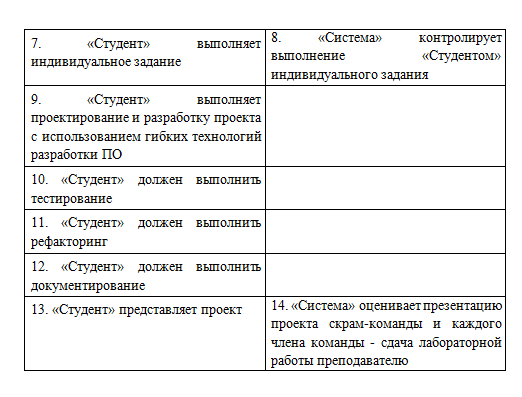 7. «Студент» выполняет
индивидуальное задание
8. «Система» контролирует
выполнение «Студентом»
индивидуального задания
9. «Студент» выполняет
проектирование и разработку проекта
с использованием гибких технологий
разработки ПО
10. «Студент» должен выполнить
тестирование
11. «Студент» должен выполнить
рефакторинг
12. «Студент» должен выполнить
документирование
13. «Студент» представляет проект
14. «Система» оценивает презентацию
проекта скрам-команды и каждого
члена команды - сдача лабораторной
работы преподавателю